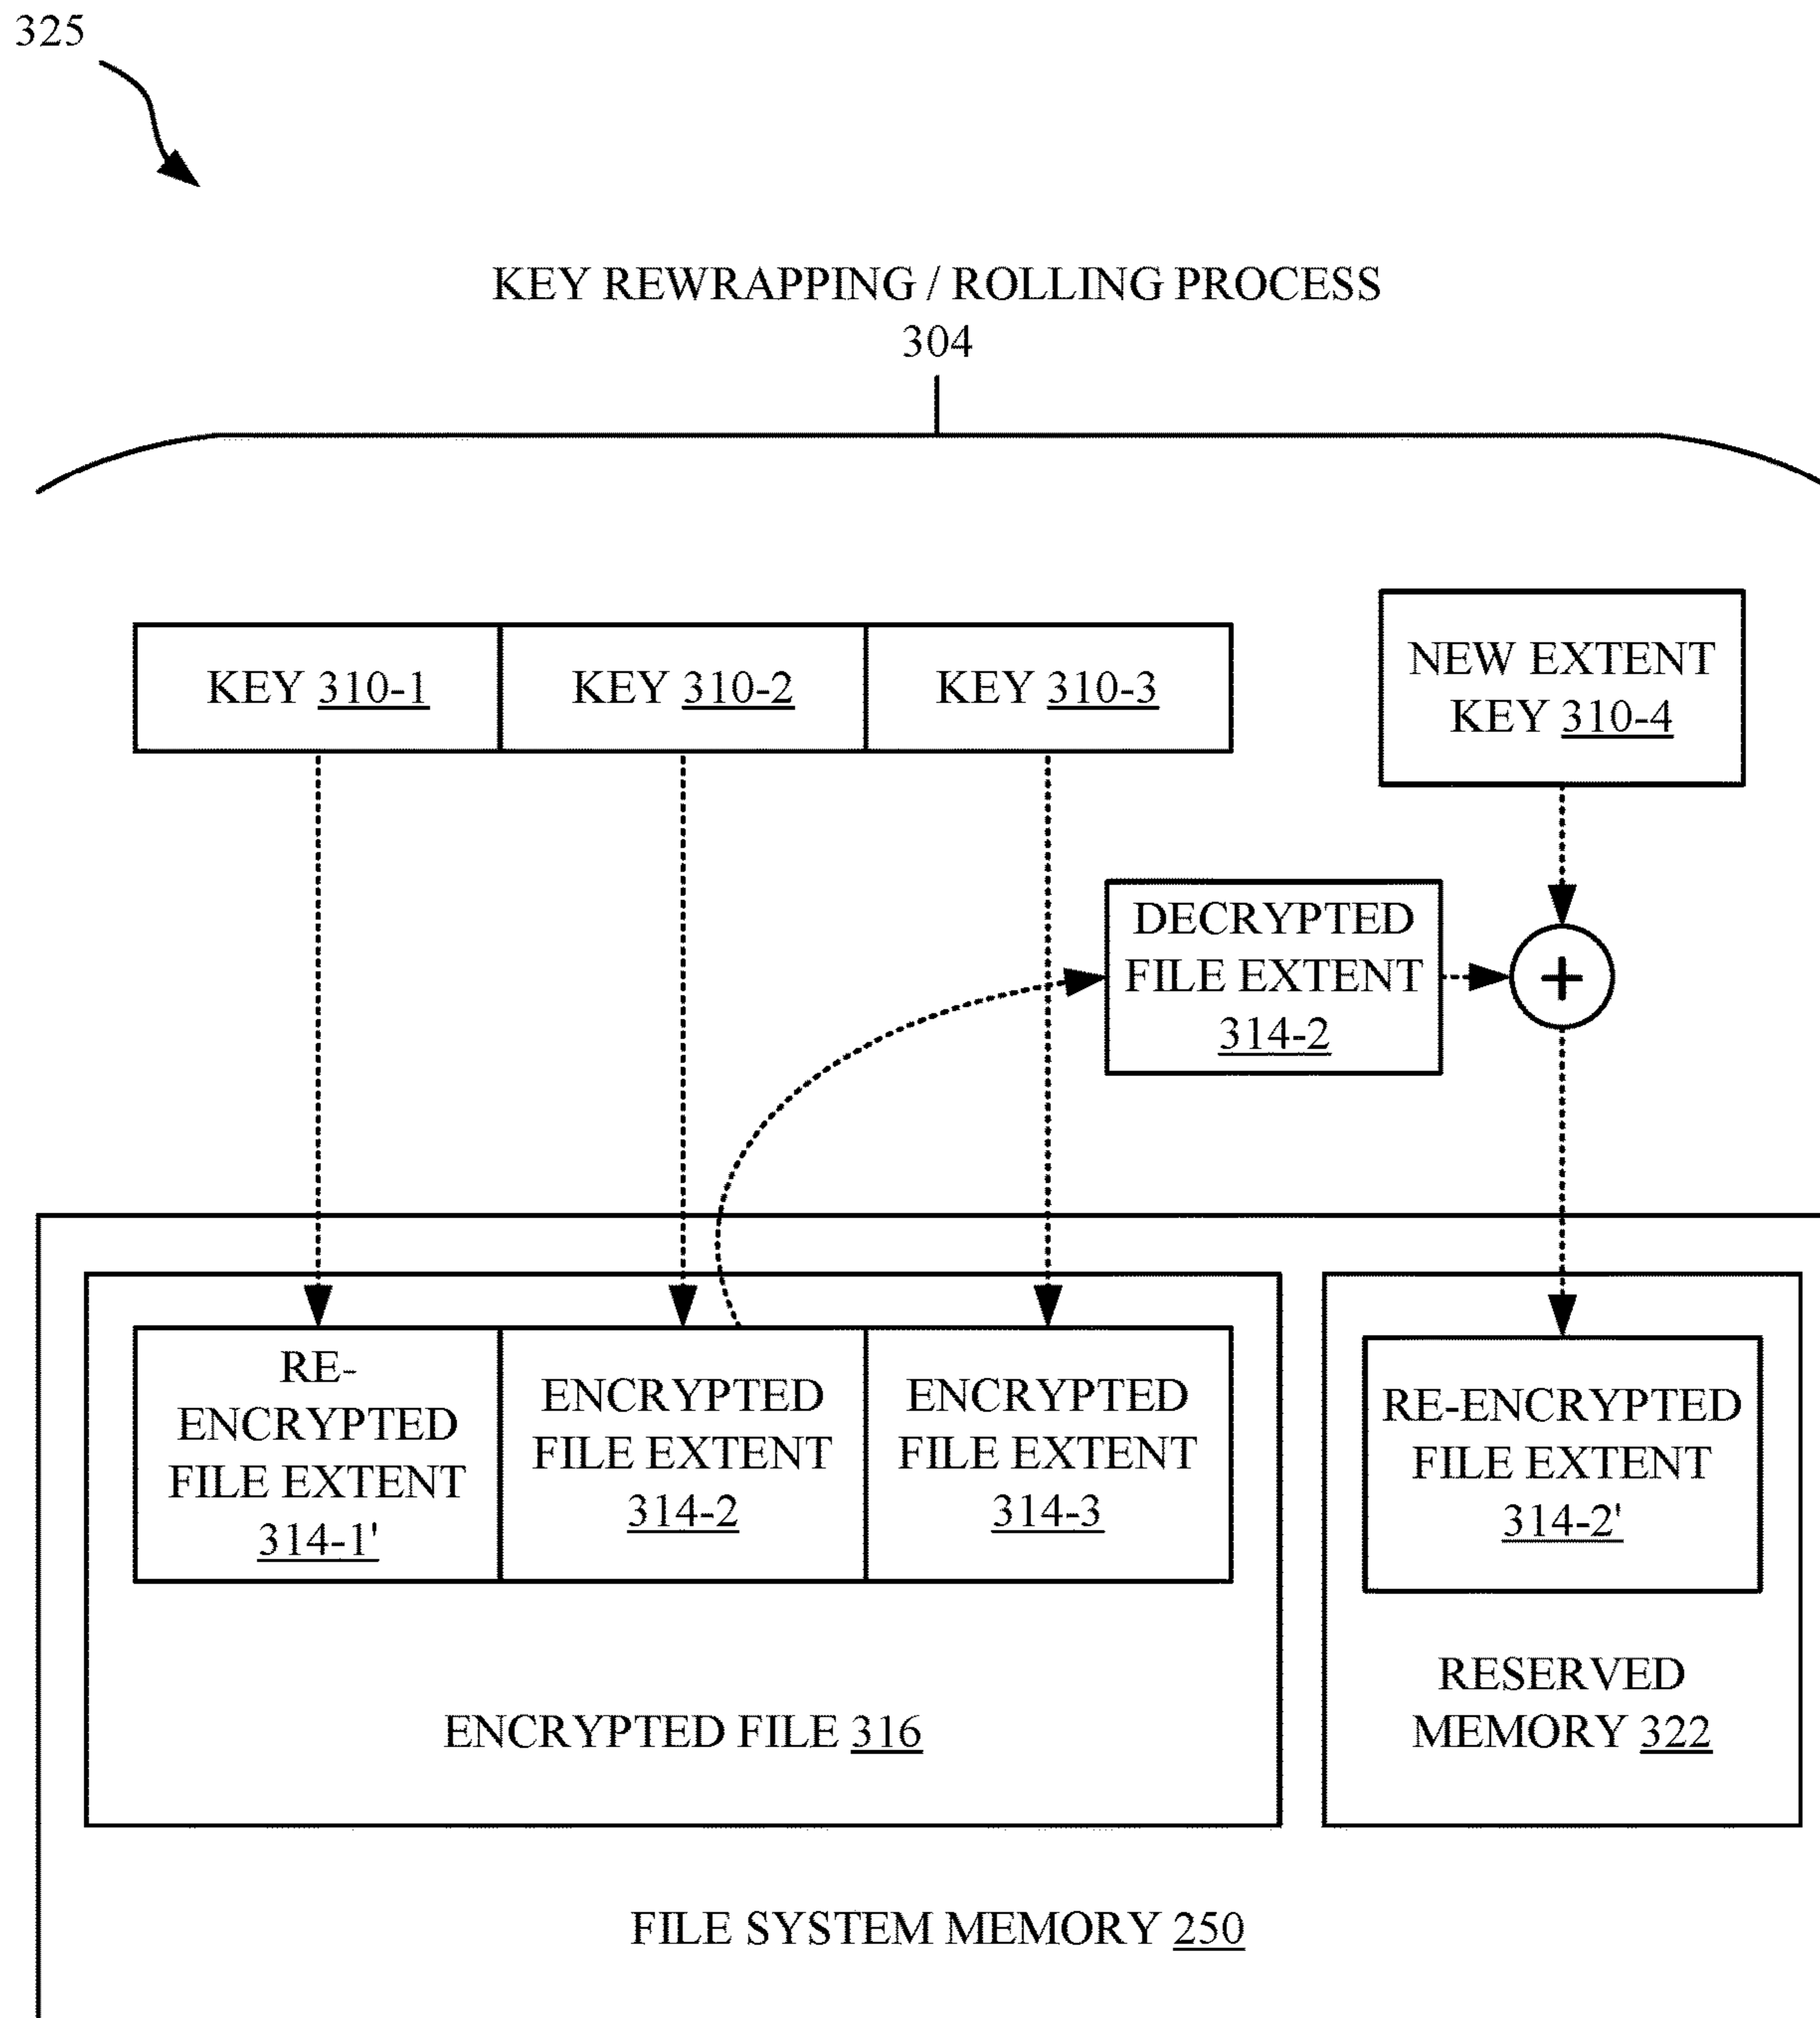 325
KEY REWRAPPING / ROLLING PROCESS
304
KEY 310-1
KEY 310-2
KEY 310-3
NEW EXTENT
KEY 310-4
DECRYPTED
FILE EXTENT
314-2
+
RE-
ENCRYPTED
FILE EXTENT
314-1'
ENCRYPTED
FILE EXTENT
314-2
ENCRYPTED
FILE EXTENT
314-3
RE-ENCRYPTED
FILE EXTENT
314-2'
ENCRYPTED FILE 316
RESERVED
MEMORY 322
FILE SYSTEM MEMORY 250